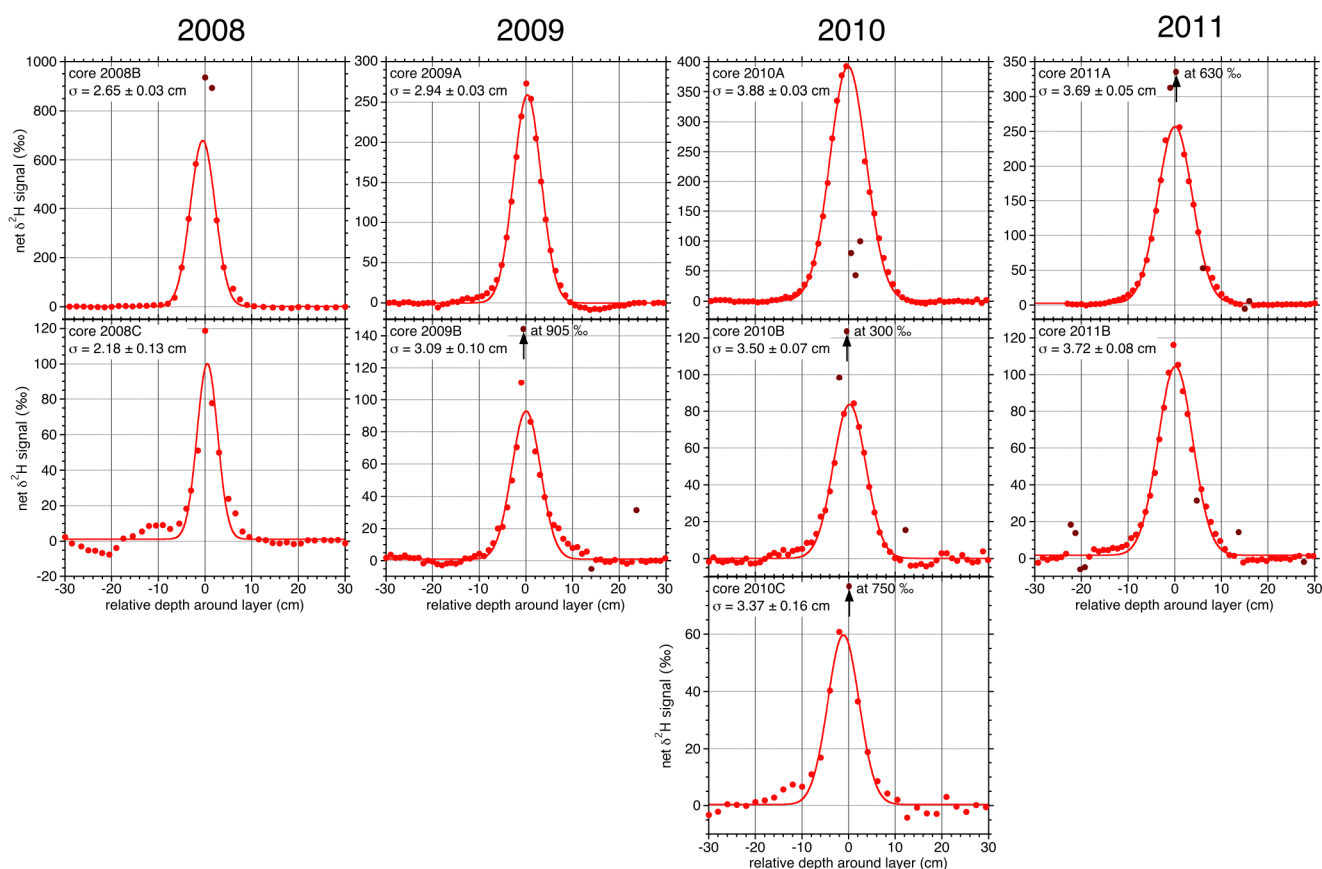 2008
2009
2010
2011
core 2008B
σ = 2.65 ± 0.03 cm
1000
800
600
400
200
0
net δ²H signal (‰)
core 2009A
σ = 2.94 ± 0.03 cm
300
250
200
150
100
50
0
core 2010A
σ = 3.88 ± 0.03 cm
400
350
300
250
200
150
100
50
0
core 2011A
σ = 3.69 ± 0.05 cm
at 630 ‰
350
300
250
200
150
100
50
0
core 2008C
σ = 2.18 ± 0.13 cm
120
100
80
60
40
20
0
-20
net δ²H signal (‰)
-30 -20 -10 0 10 20 30
relative depth around layer (cm)
core 2009B
σ = 3.09 ± 0.10 cm
at 905 ‰
140
120
100
80
60
40
20
0
-30 -20 -10 0 10 20 30
relative depth around layer (cm)
core 2010B
σ = 3.50 ± 0.07 cm
at 300 ‰
120
100
80
60
40
20
0
core 2011B
σ = 3.72 ± 0.08 cm
120
100
80
60
40
20
0
-30 -20 -10 0 10 20 30
relative depth around layer (cm)
core 2010C
σ = 3.37 ± 0.16 cm
at 750 ‰
60
40
20
0
net δ²H signal (‰)
-30 -20 -10 0 10 20 30
relative depth around layer (cm)